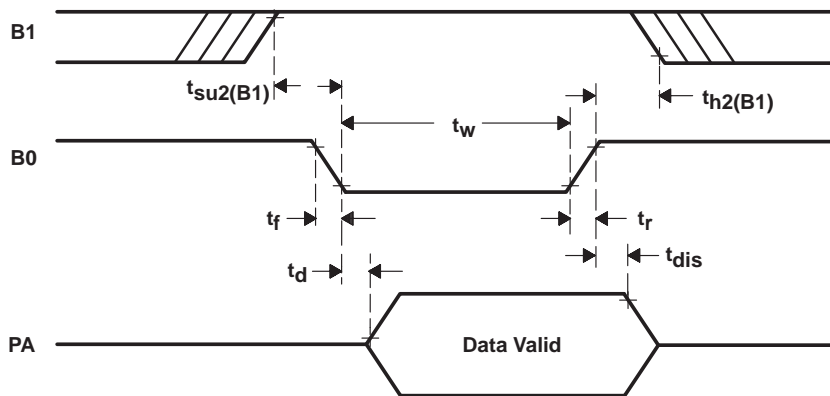 B1
tsu2(B1)
th2(B1)
tw
B0
tf
tr
td
tdis
PA
Data Valid